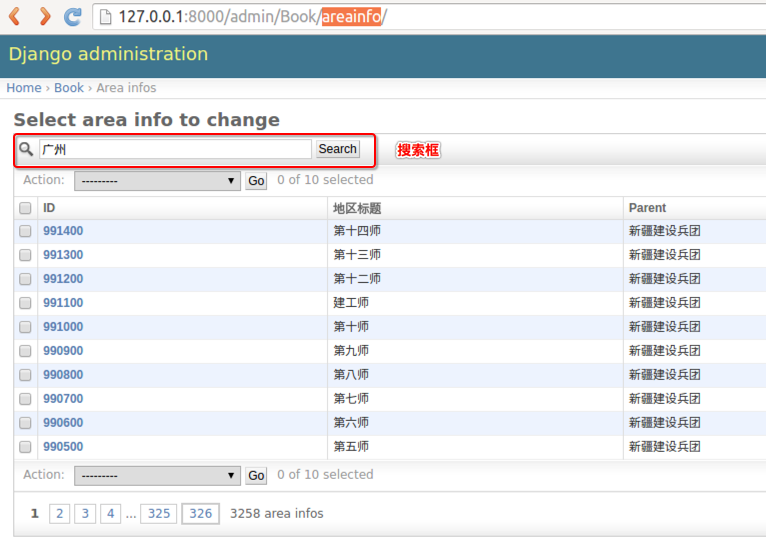 127.0.0.1:8000/admin/Book/areainfo/
Django administration
Home › Book › Area infos
Select area info to change
广州 Search 搜索框
Action: --------- Go 0 of 10 selected
ID 地区标题 Parent
991400 第十四师 新疆建设兵团
991300 第十三师 新疆建设兵团
991200 第十二师 新疆建设兵团
991100 建工师 新疆建设兵团
991000 第十师 新疆建设兵团
990900 第九师 新疆建设兵团
990800 第八师 新疆建设兵团
990700 第七师 新疆建设兵团
990600 第六师 新疆建设兵团
990500 第五师 新疆建设兵团
Action: --------- Go 0 of 10 selected
1 2 3 4 ... 325 326 3258 area infos